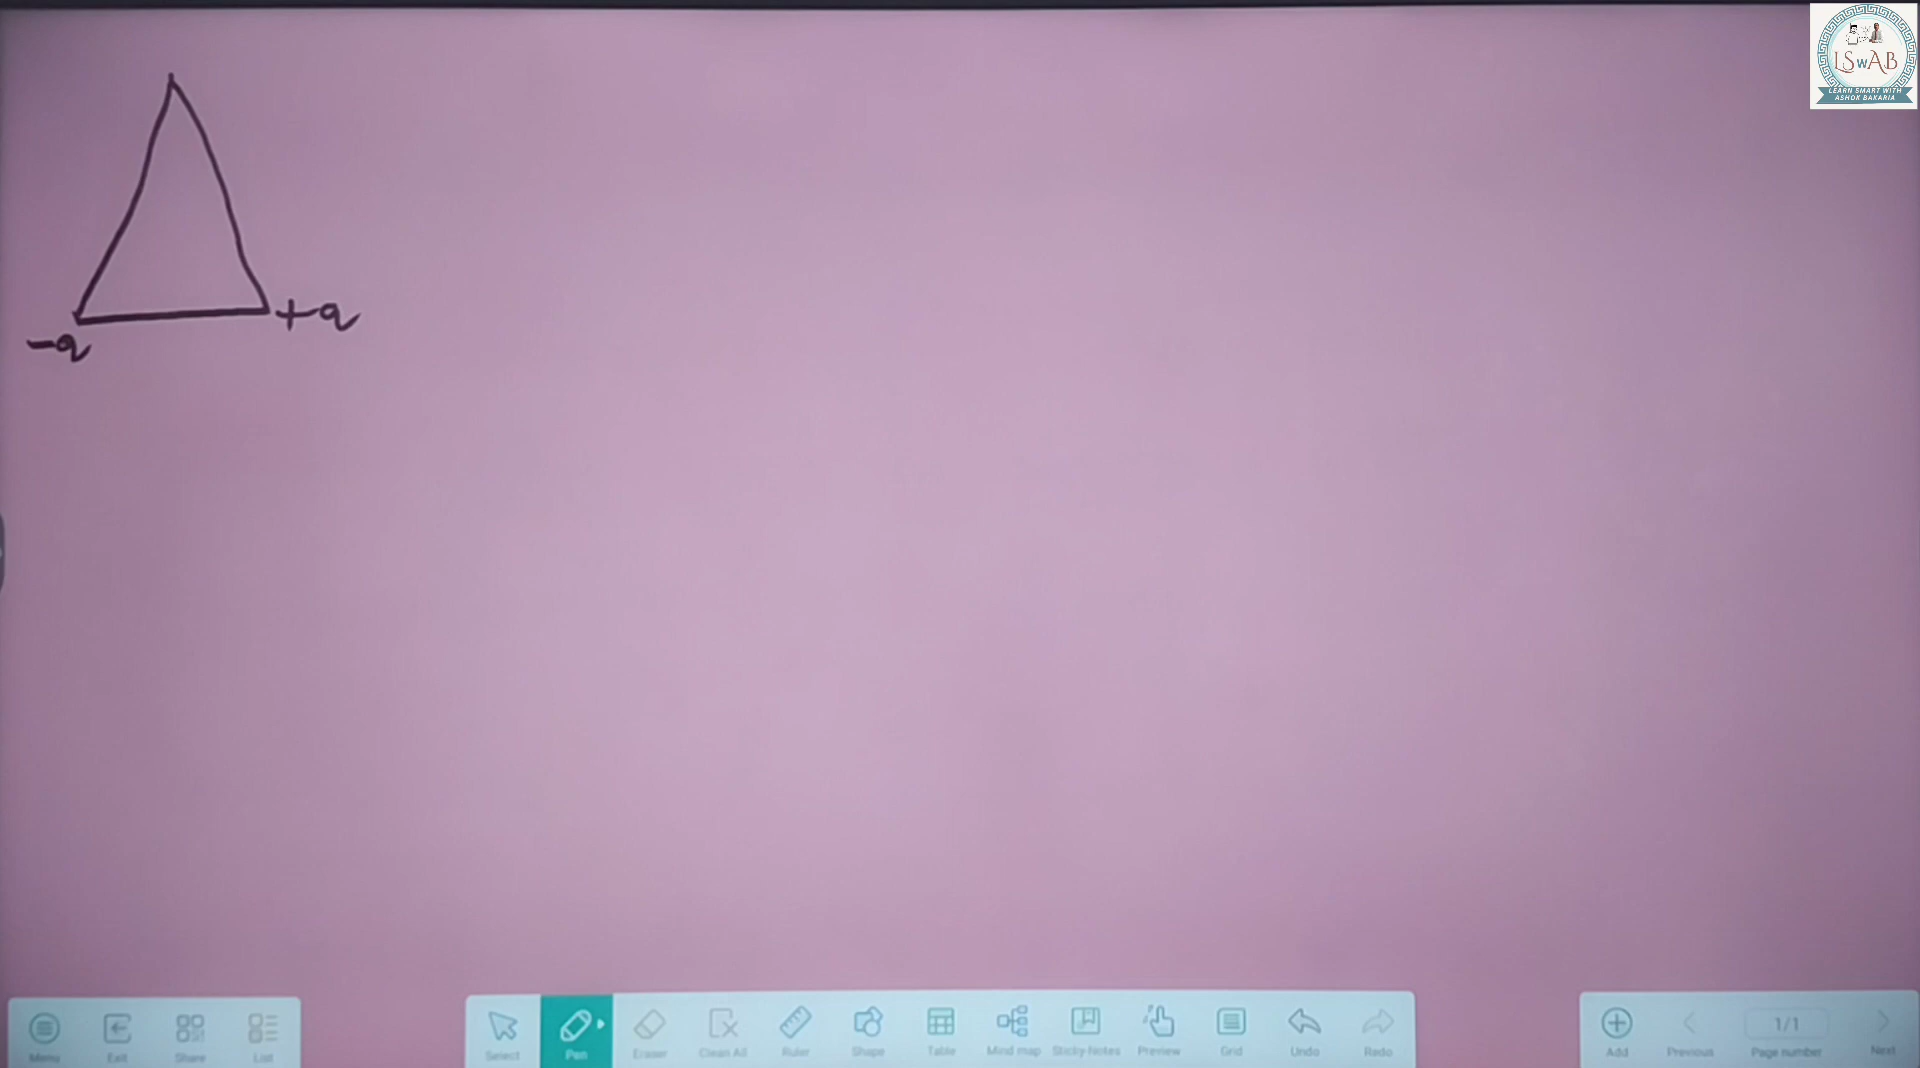 LSwAB
LEARN SMART WITH
ASHOK BAKARIA
+q
-q
Menu Exit Share List
Select Pen Eraser Clean All Ruler Shape Table Mind map Sticky-Notes Preview Grid Undo Redo
1/1
Add Previous Page number Next